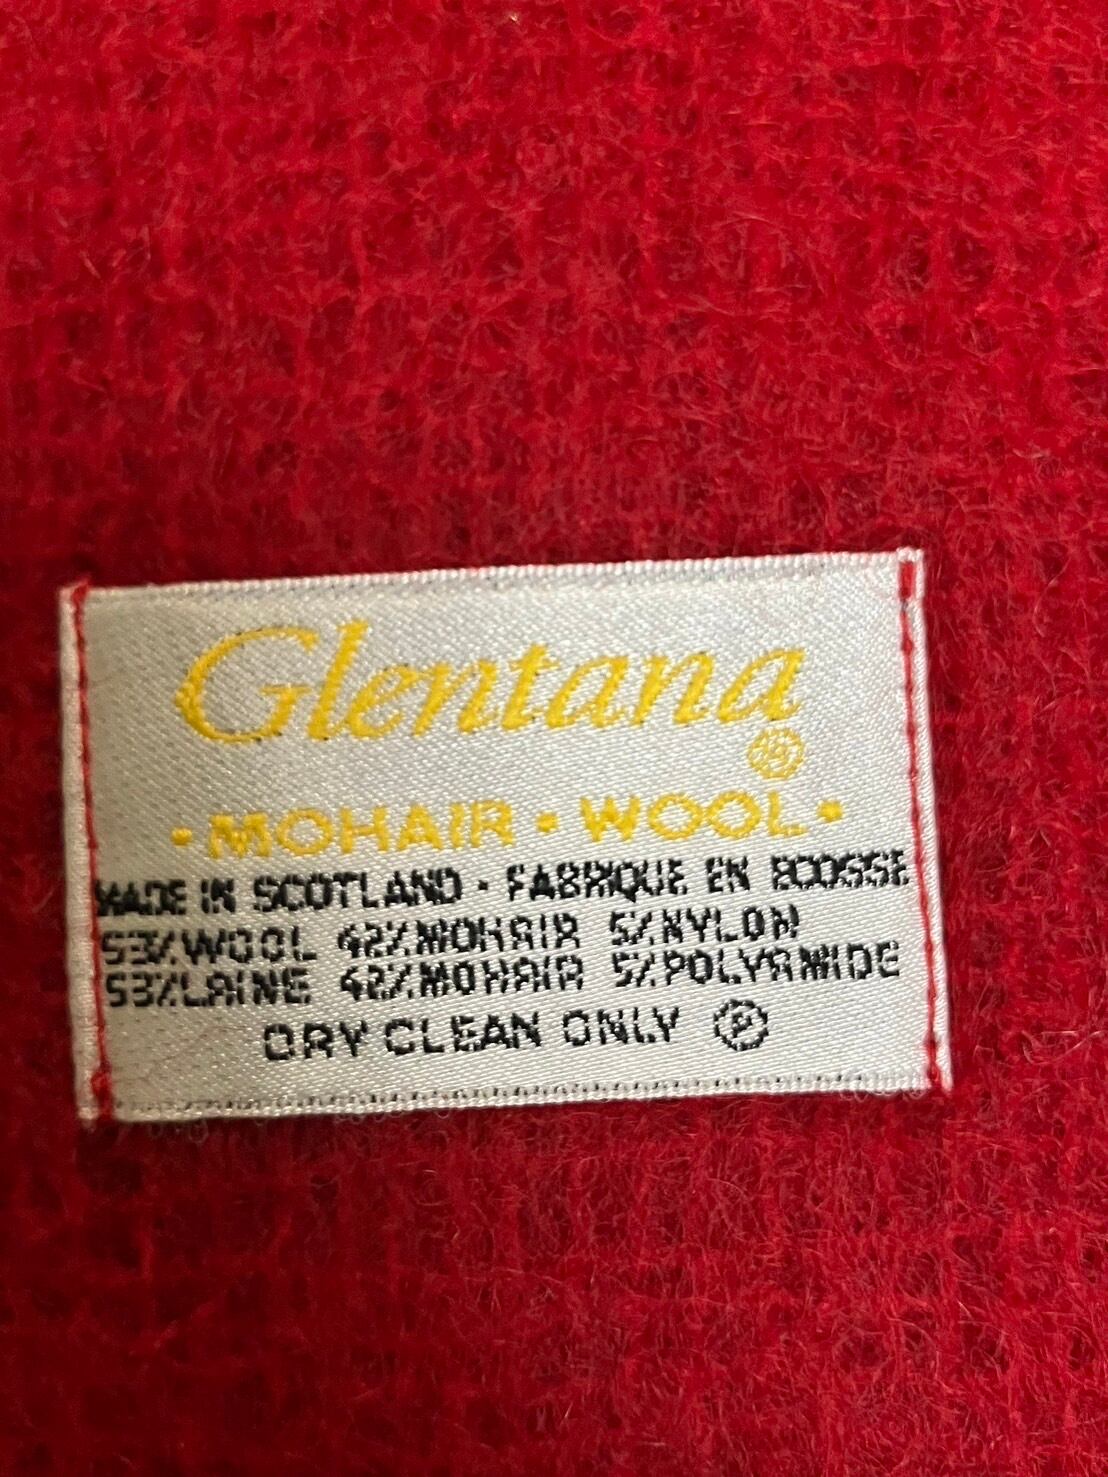 Glentana
®
• MOHAIR • WOOL •
MADE IN SCOTLAND • FABRIQUE EN ECOSSE
53% WOOL 42% MOHAIR 5% NYLON
53% LAINE 42% MOHAIR 5% POLYAMIDE
DRY CLEAN ONLY Ⓟ